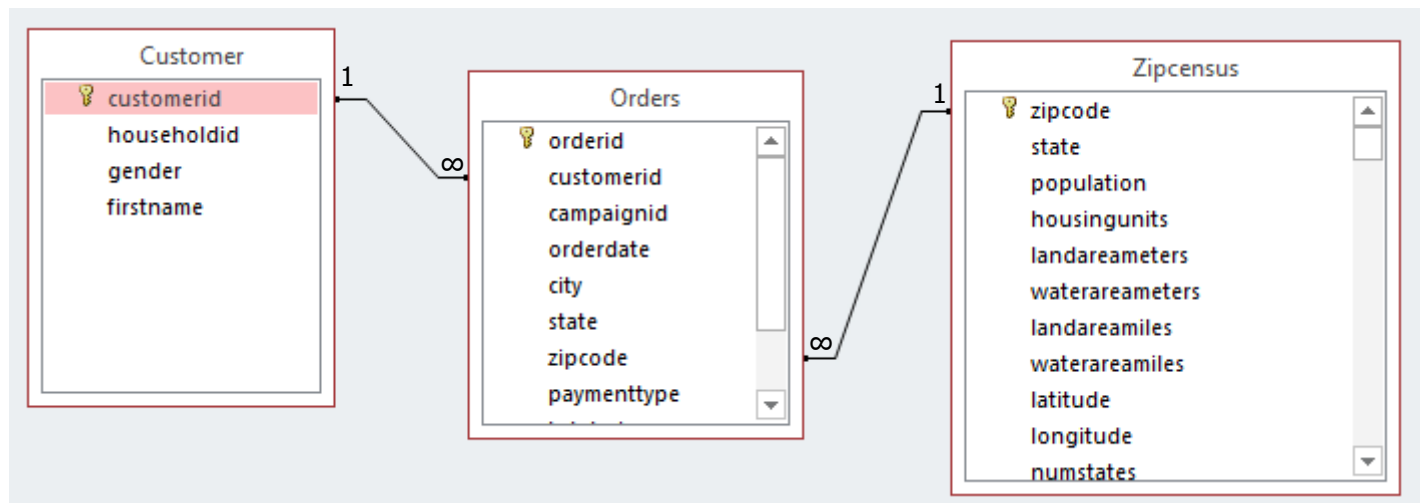 Customer
customerid
householdid
gender
firstname
1
∞
Orders
orderid
customerid
campaignid
orderdate
city
state
zipcode
paymenttype
1
∞
Zipcensus
zipcode
state
population
housingunits
landareameters
waterareameters
landareamiles
waterareamiles
latitude
longitude
numstates